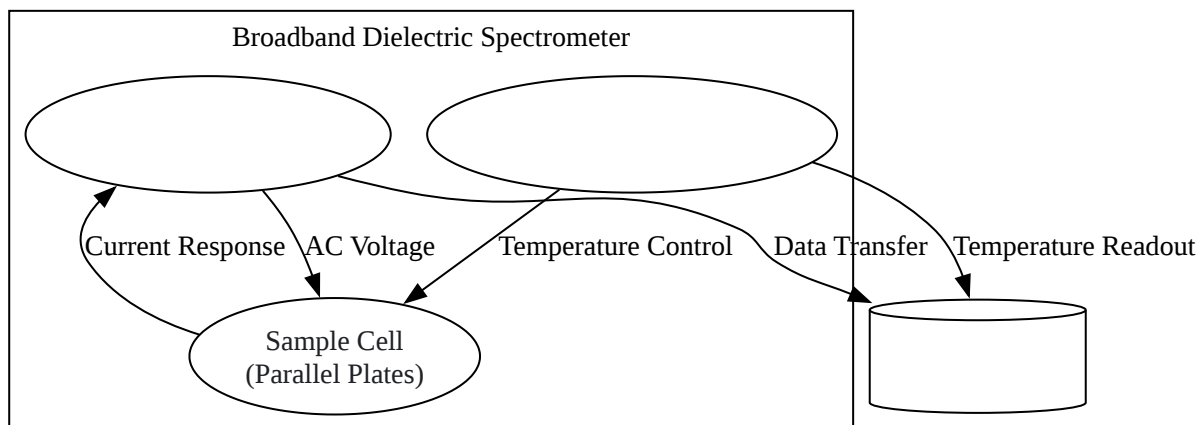 Broadband Dielectric Spectrometer
Current Response
AC Voltage
Temperature Control
Data Transfer
Temperature Readout
Sample Cell
(Parallel Plates)